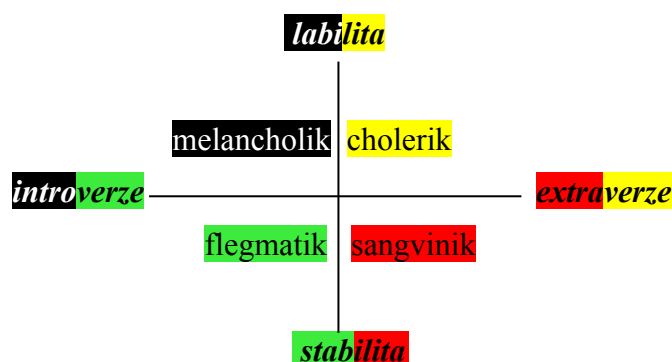 labilita
melancholik cholerik
introverze extraverze
flegmatik sangvinik
stabilita